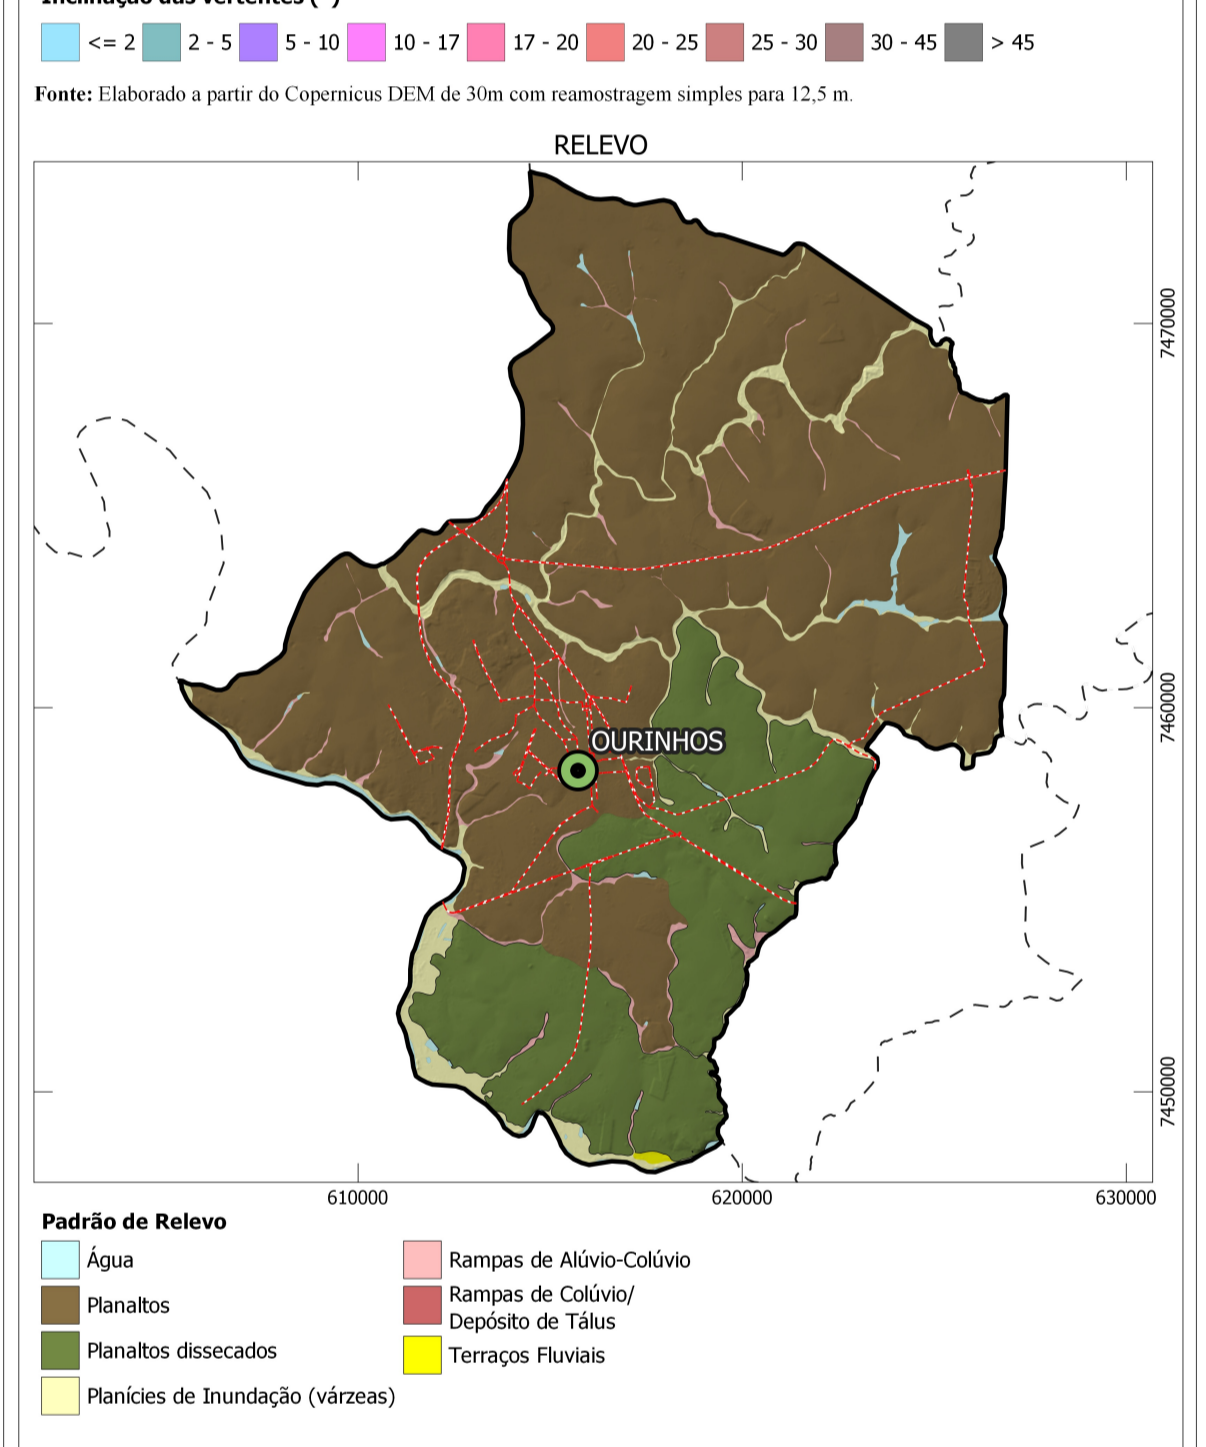 <= 2 2 - 5 5 - 10 10 - 17 17 - 20 20 - 25 25 - 30 30 - 45 > 45
Fonte: Elaborado a partir do Copernicus DEM de 30m com reamostragem simples para 12,5 m.
RELEVO
7470000
7460000
OURINHOS
7450000
610000 620000 630000
Padrão de Relevo
Água
Planaltos
Planaltos dissecados
Planícies de Inundação (várzeas)
Rampas de Alúvio-Colúvio
Rampas de Colúvio/
Depósito de Tálus
Terraços Fluviais